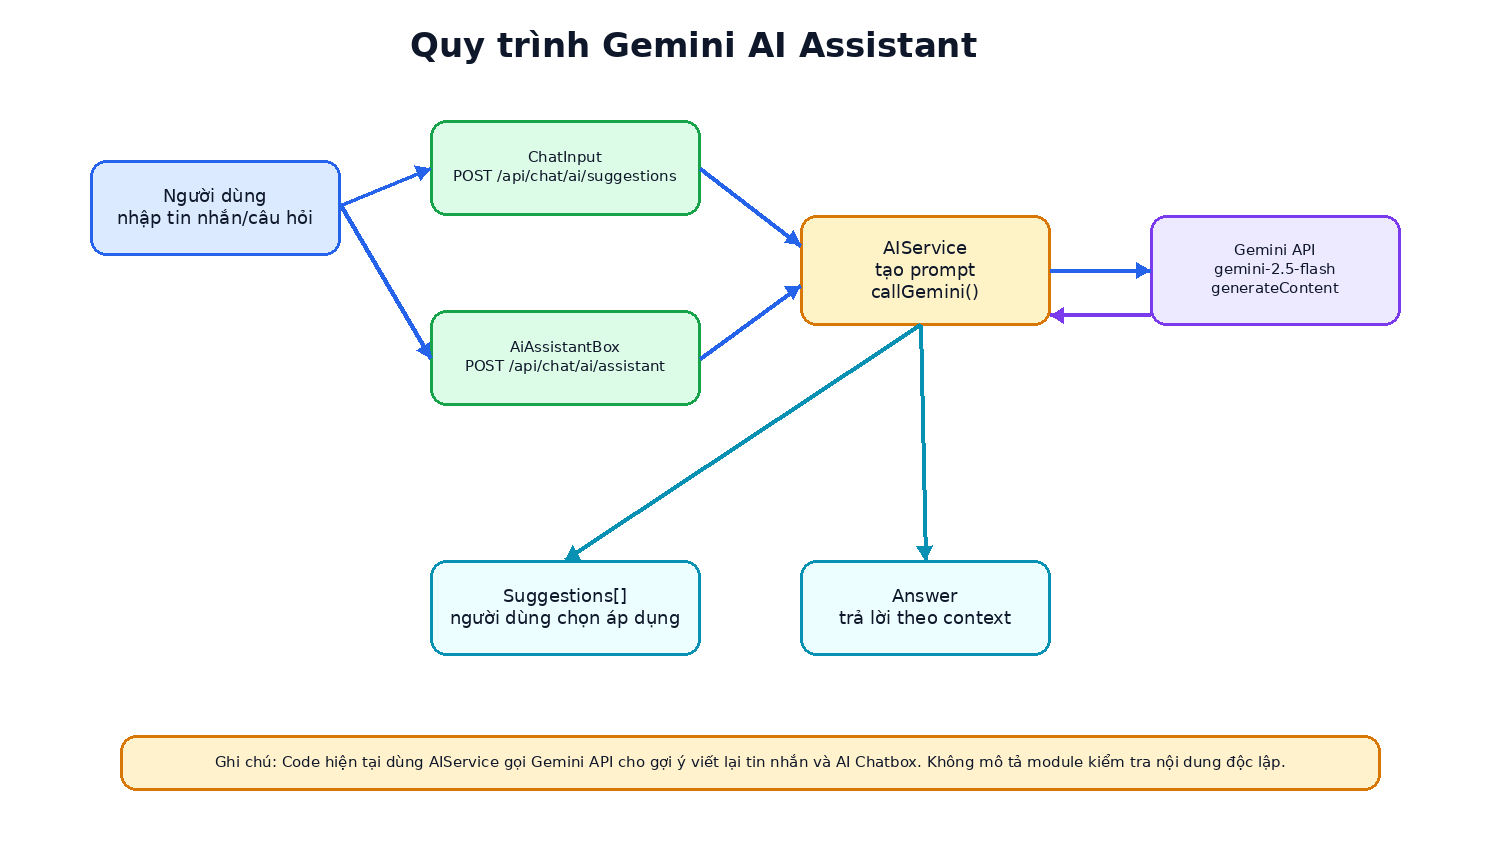 Quy trình Gemini AI Assistant
Người dùng
nhập tin nhắn/câu hỏi
ChatInput
POST /api/chat/ai/suggestions
AiAssistantBox
POST /api/chat/ai/assistant
AIService
tạo prompt
callGemini()
Gemini API
gemini-2.5-flash
generateContent
Suggestions[]
người dùng chọn áp dụng
Answer
trả lời theo context
Ghi chú: Code hiện tại dùng AIService gọi Gemini API cho gợi ý viết lại tin nhắn và AI Chatbox. Không mô tả module kiểm tra nội dung độc lập.